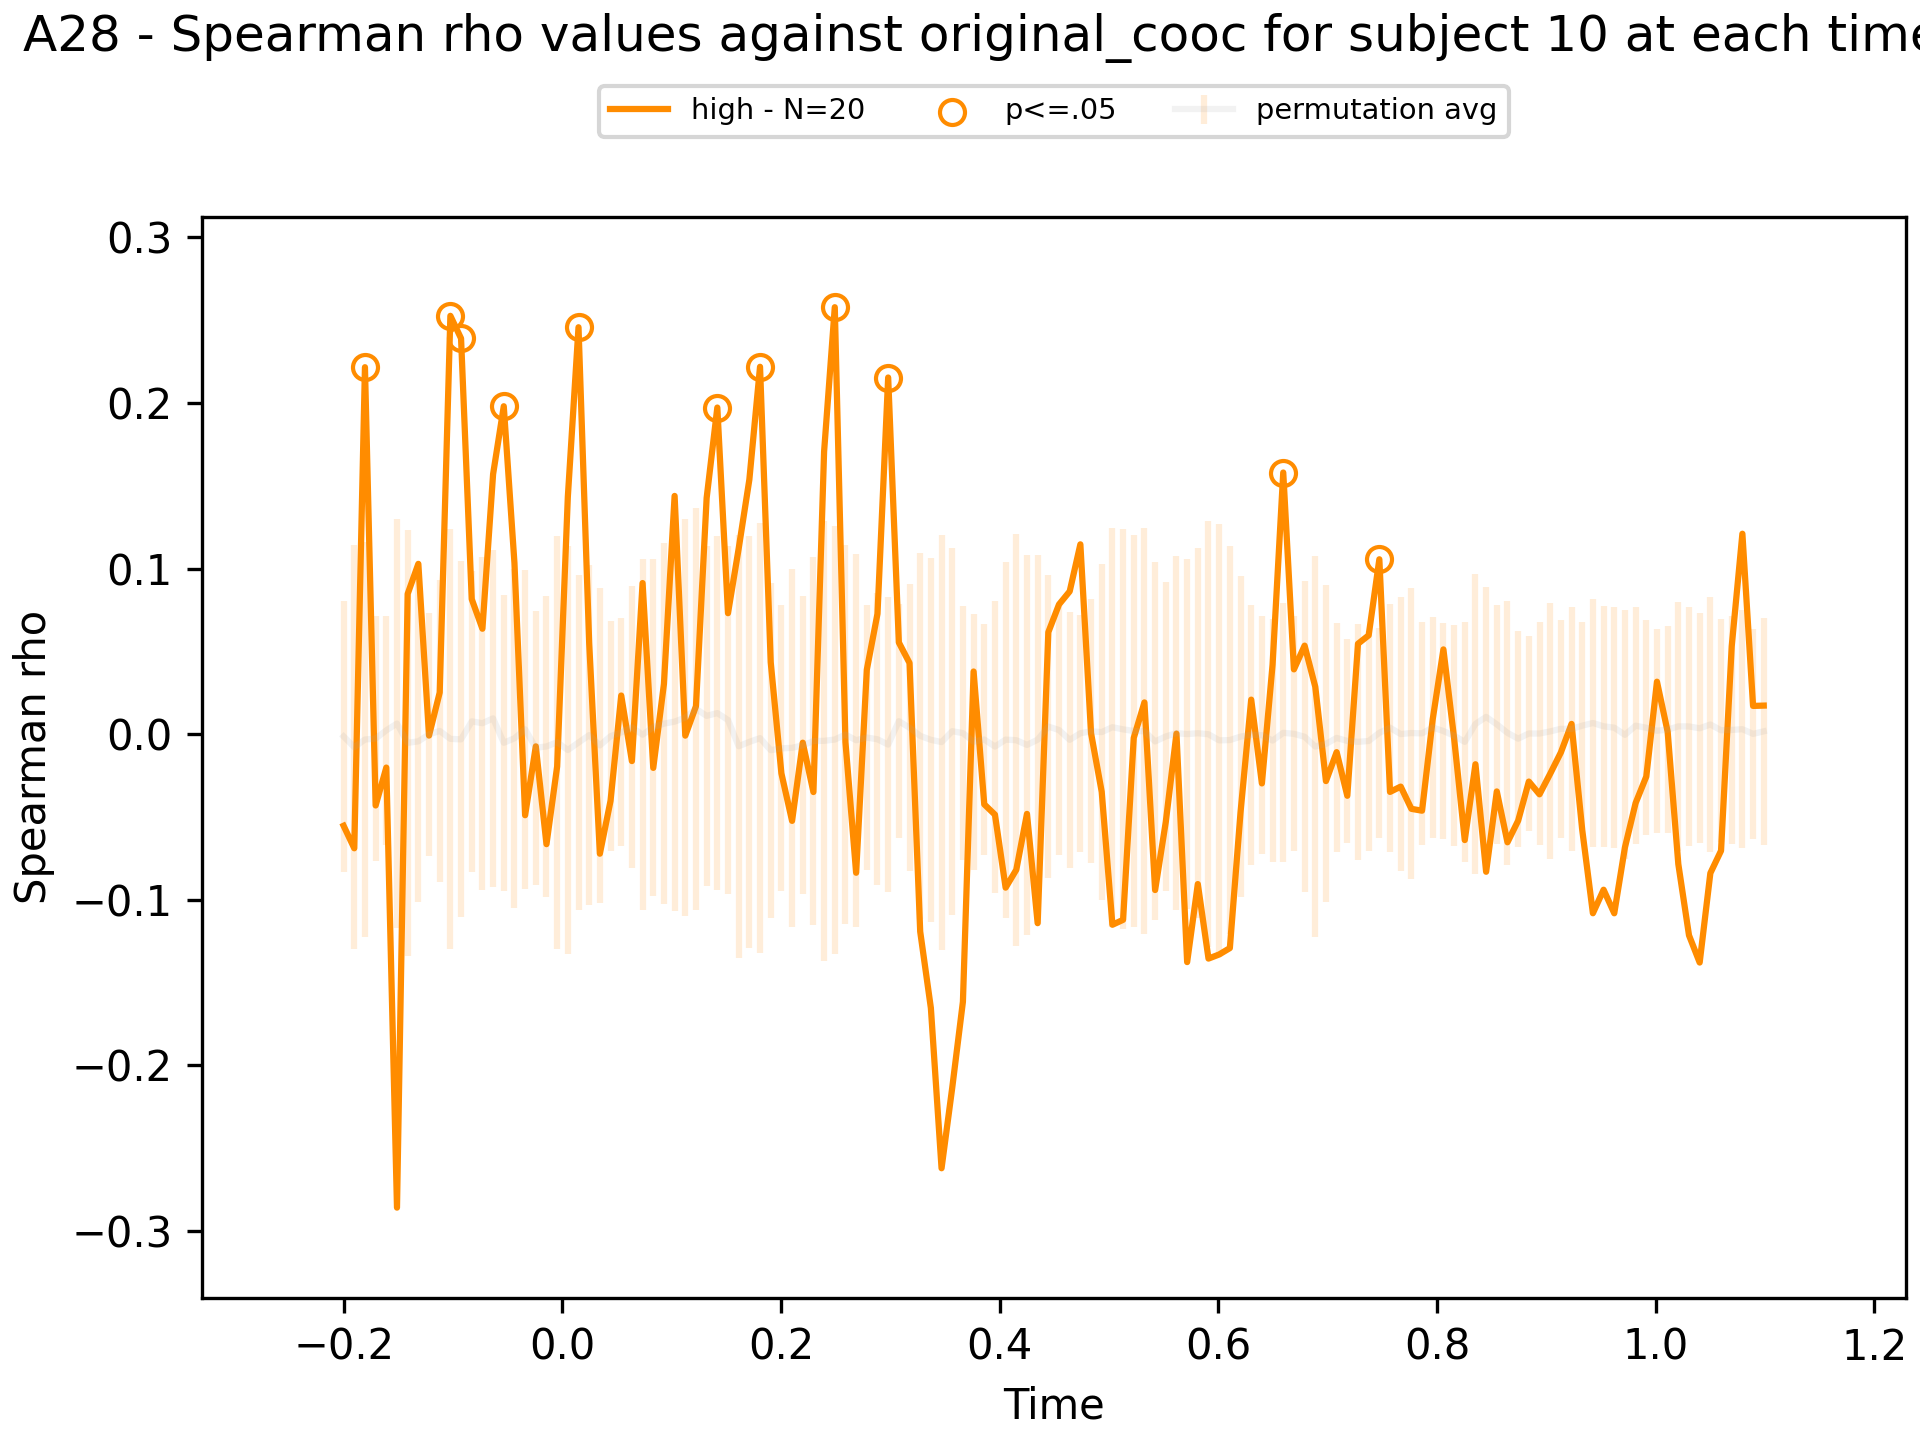 A28 - Spearman rho values against original_cooc for subject 10 at each time
high - N=20 p<=.05 permutation avg
0.3
0.2
0.1
0.0
−0.1
−0.2
−0.3
Spearman rho
−0.2 0.0 0.2 0.4 0.6 0.8 1.0 1.2
Time